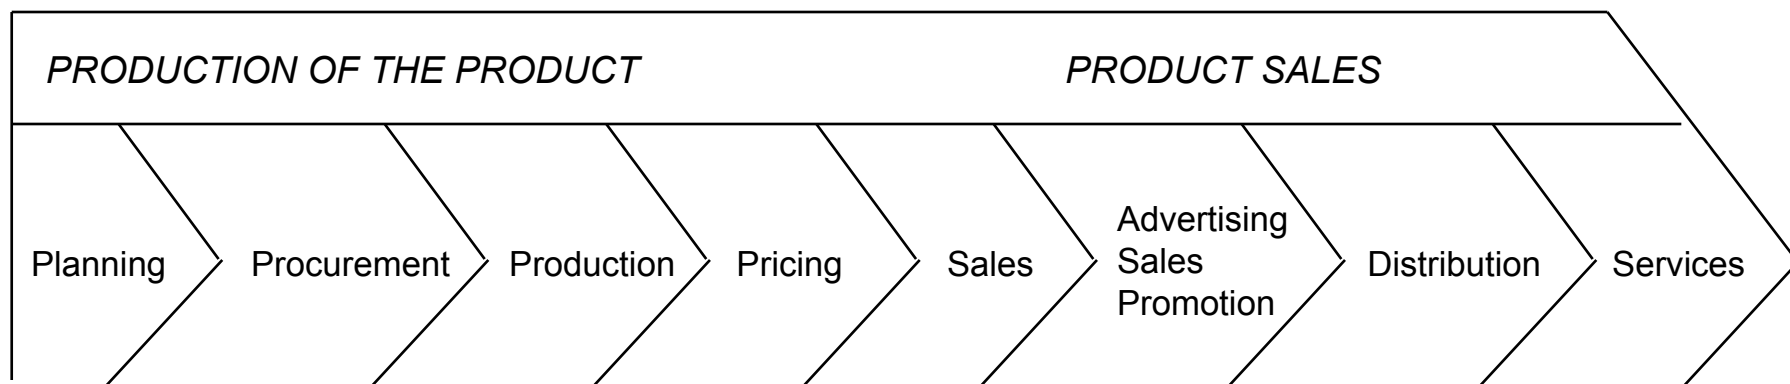 PRODUCTION OF THE PRODUCT
PRODUCT SALES
Planning
Procurement
Production
Pricing
Sales
Advertising
Sales
Promotion
Distribution
Services